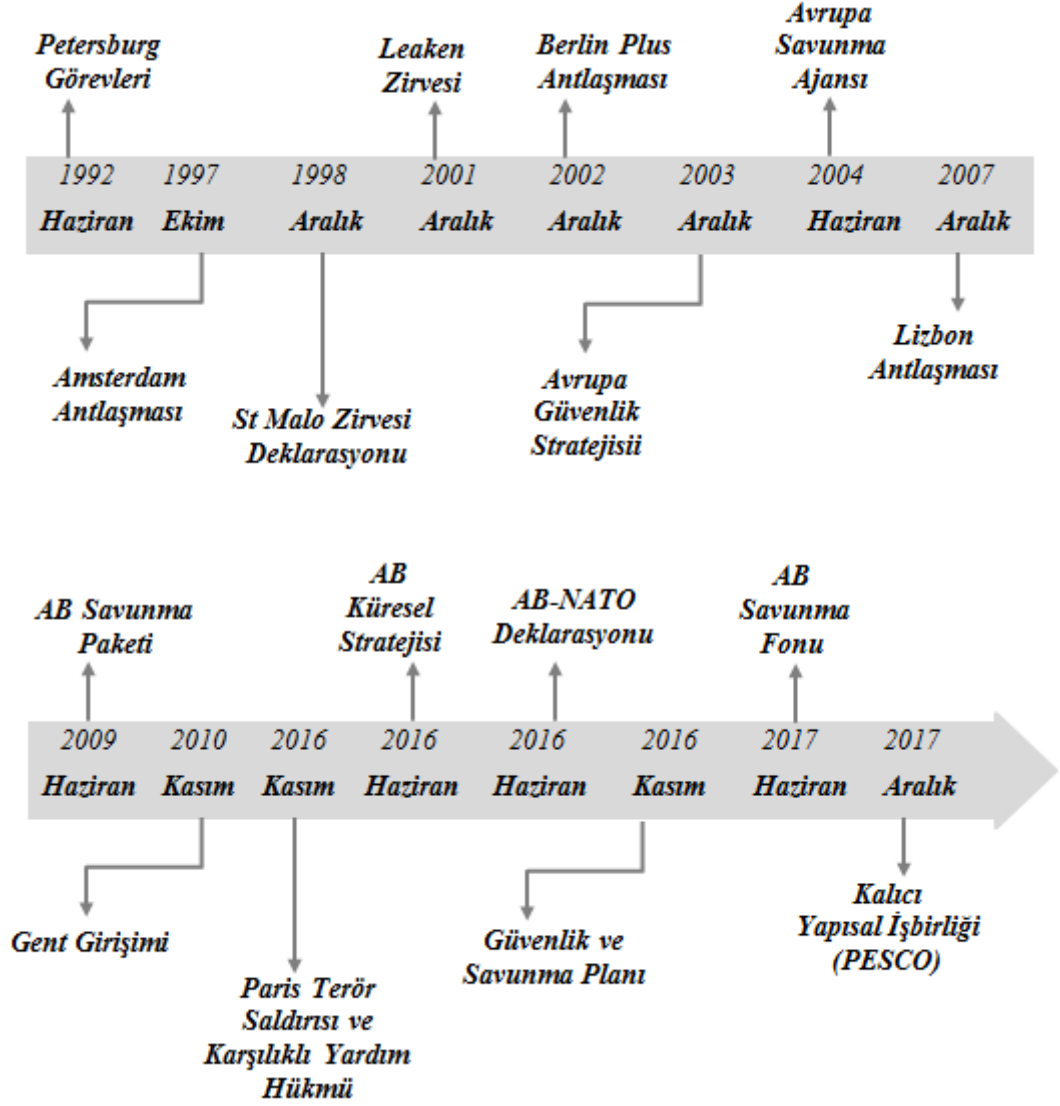 Petersburg
Görevleri
Leaken
Zirvesi
Berlin Plus
Antlaşması
Avrupa
Savunma
Ajansı
1992 1997 1998 2001 2002 2003 2004 2007
Haziran Ekim Aralık Aralık Aralık Aralık Haziran Aralık
Amsterdam
Antlaşması
St Malo Zirvesi
Deklarasyonu
Avrupa
Güvenlik
Stratejisii
Lizbon
Antlaşması
AB Savunma
Paketi
AB
Küresel
Stratejisi
AB-NATO
Deklarasyonu
AB
Savunma
Fonu
2009 2010 2016 2016 2016 2016 2017 2017
Haziran Kasım Kasım Haziran Haziran Kasım Haziran Aralık
Gent Girişimi
Paris Terör
Saldırısı ve
Karşılıklı Yardım
Hükmü
Güvenlik ve
Savunma Planı
Kalıcı
Yapısal İşbirliği
(PESCO)